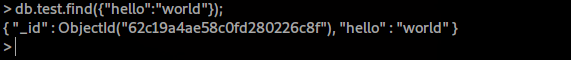 > db.test.find({"hello":"world"});
{ "_id" : ObjectId("62c19a4ae58c0fd280226c8f"), "hello" : "world" }
>